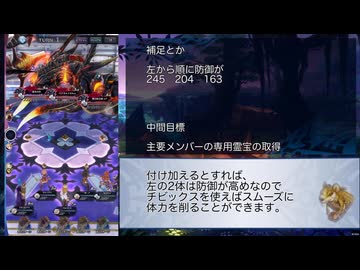 TURN 1
補足とか
左から順に防御が
245 204 163
中間目標
主要メンバーの専用霊宝の取得
付け加えるとすれば、
左の2体は防御が高めなので
チピックスを使えばスムーズに
体力を削ることができます。